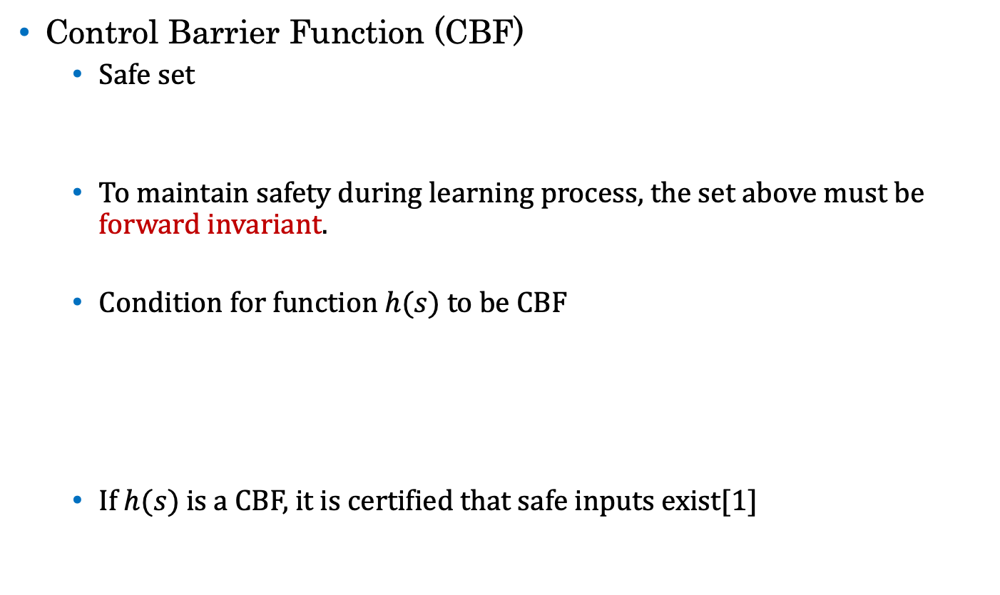 • Control Barrier Function (CBF)
• Safe set
• To maintain safety during learning process, the set above must be
forward invariant.
• Condition for function h(s) to be CBF
• If h(s) is a CBF, it is certified that safe inputs exist[1]